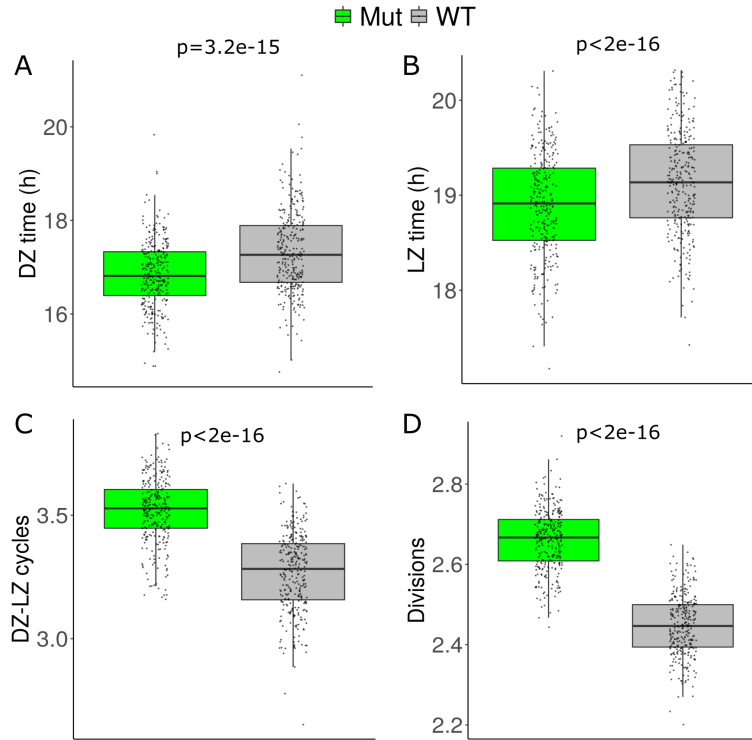 Mut WT
A
p=3.2e-15
DZ time (h)
20
18
16
B
p<2e-16
LZ time (h)
20
19
18
C
p<2e-16
DZ-LZ cycles
3.5
3.0
D
p<2e-16
Divisions
2.8
2.6
2.4
2.2